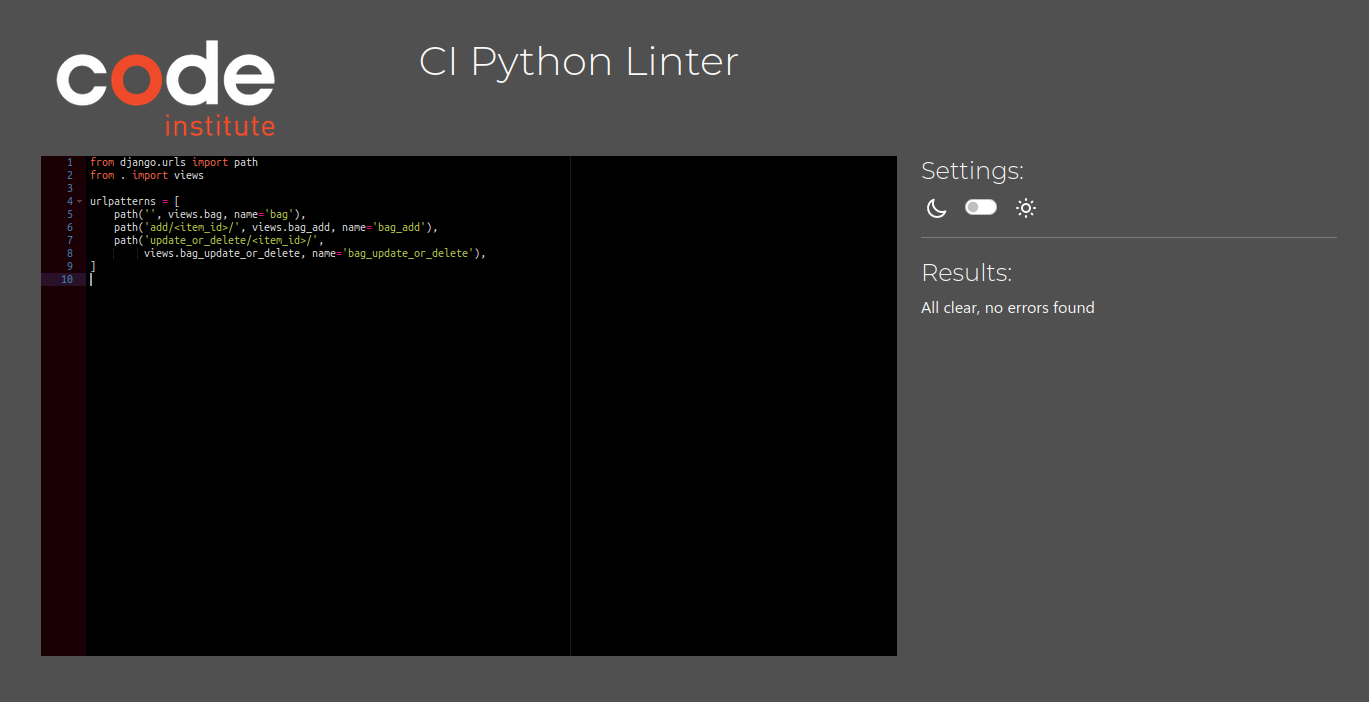 code
institute
CI Python Linter
1 from django.urls import path
2 from . import views
3
4 urlpatterns = [
5     path('', views.bag, name='bag'),
6     path('add/<item_id>/', views.bag_add, name='bag_add'),
7     path('update_or_delete/<item_id>/',
8          views.bag_update_or_delete, name='bag_update_or_delete'),
9 ]
10
Settings:
Results:
All clear, no errors found